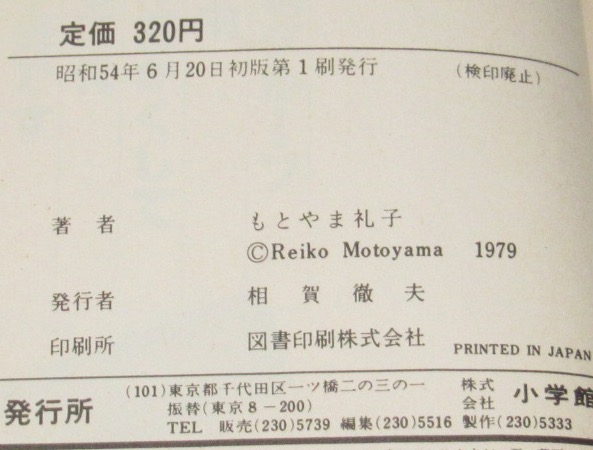 定価 320円
昭和54年6月20日初版第1刷発行 (検印廃止)
著者 もとやま礼子
©Reiko Motoyama 1979
発行者 相賀徹夫
印刷所 図書印刷株式会社 PRINTED IN JAPAN
発行所 (101)東京都千代田区一ツ橋二の三の一 株式会社 小学館
振替(東京8-200)
TEL 販売(230)5739 編集(230)5516 製作(230)5333